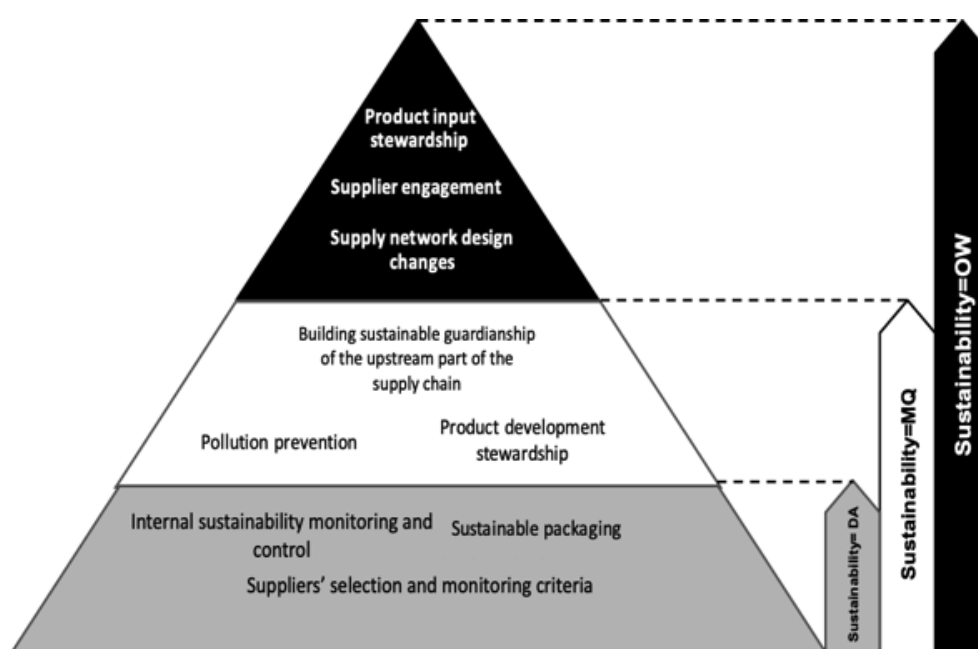 Product input
stewardship
Supplier engagement
Supply network design
changes
Building sustainable guardianship
of the upstream part of the
supply chain
Pollution prevention
Product development
stewardship
Internal sustainability monitoring and
control
Sustainable packaging
Suppliers' selection and monitoring criteria
Sustainability= DA
Sustainability=MQ
Sustainability=OW